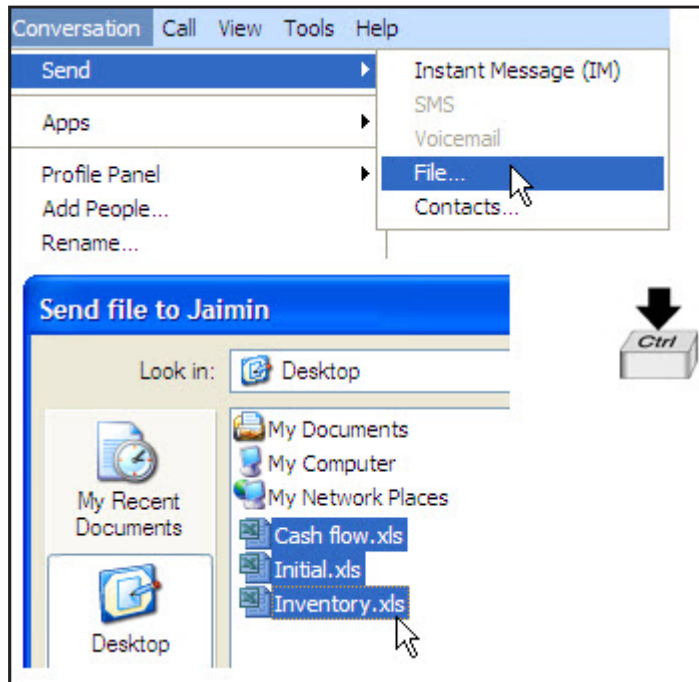 Conversation Call View Tools Help
Send
Instant Message (IM)
SMS
Apps
Voicemail
Profile Panel
File...
Add People...
Contacts...
Rename...
Send file to Jaimin
Ctrl
Look in: Desktop
My Documents
My Computer
My Recent
Documents
My Network Places
Cash flow.xls
Initial.xls
Inventory.xls
Desktop